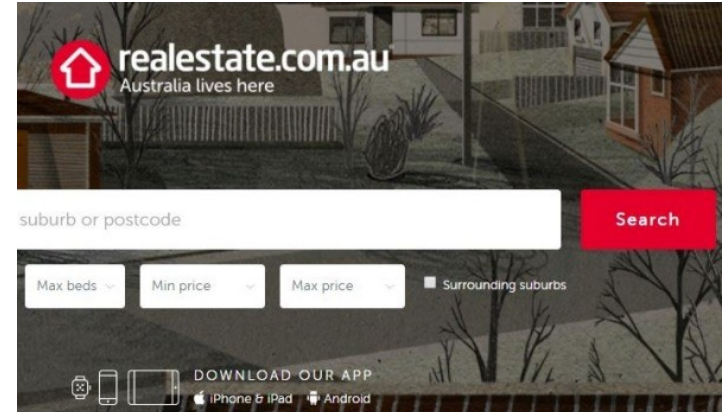 realestate.com.au
Australia lives here
suburb or postcode
Search
Max beds
Min price
Max price
Surrounding suburbs
DOWNLOAD OUR APP
iPhone & iPad
Android